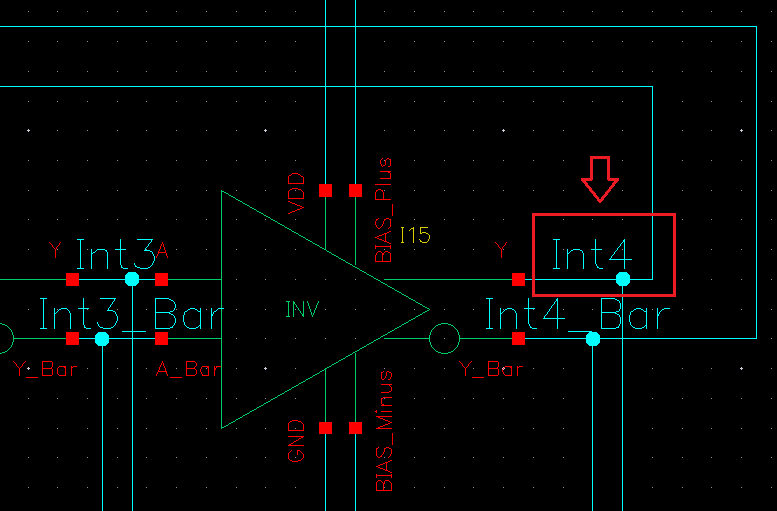 VDD
BIAS_Plus
I15
Y
Int3
A
Y
Int4
INV
Int3_Bar
Int4_Bar
Y_Bar
A_Bar
Y_Bar
GND
BIAS_Minus